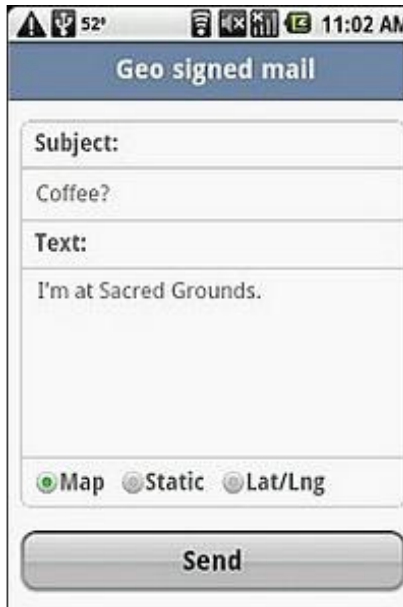 52° 11:02 AM
Geo signed mail
Subject:
Coffee?
Text:
I'm at Sacred Grounds.
Map Static Lat/Lng
Send